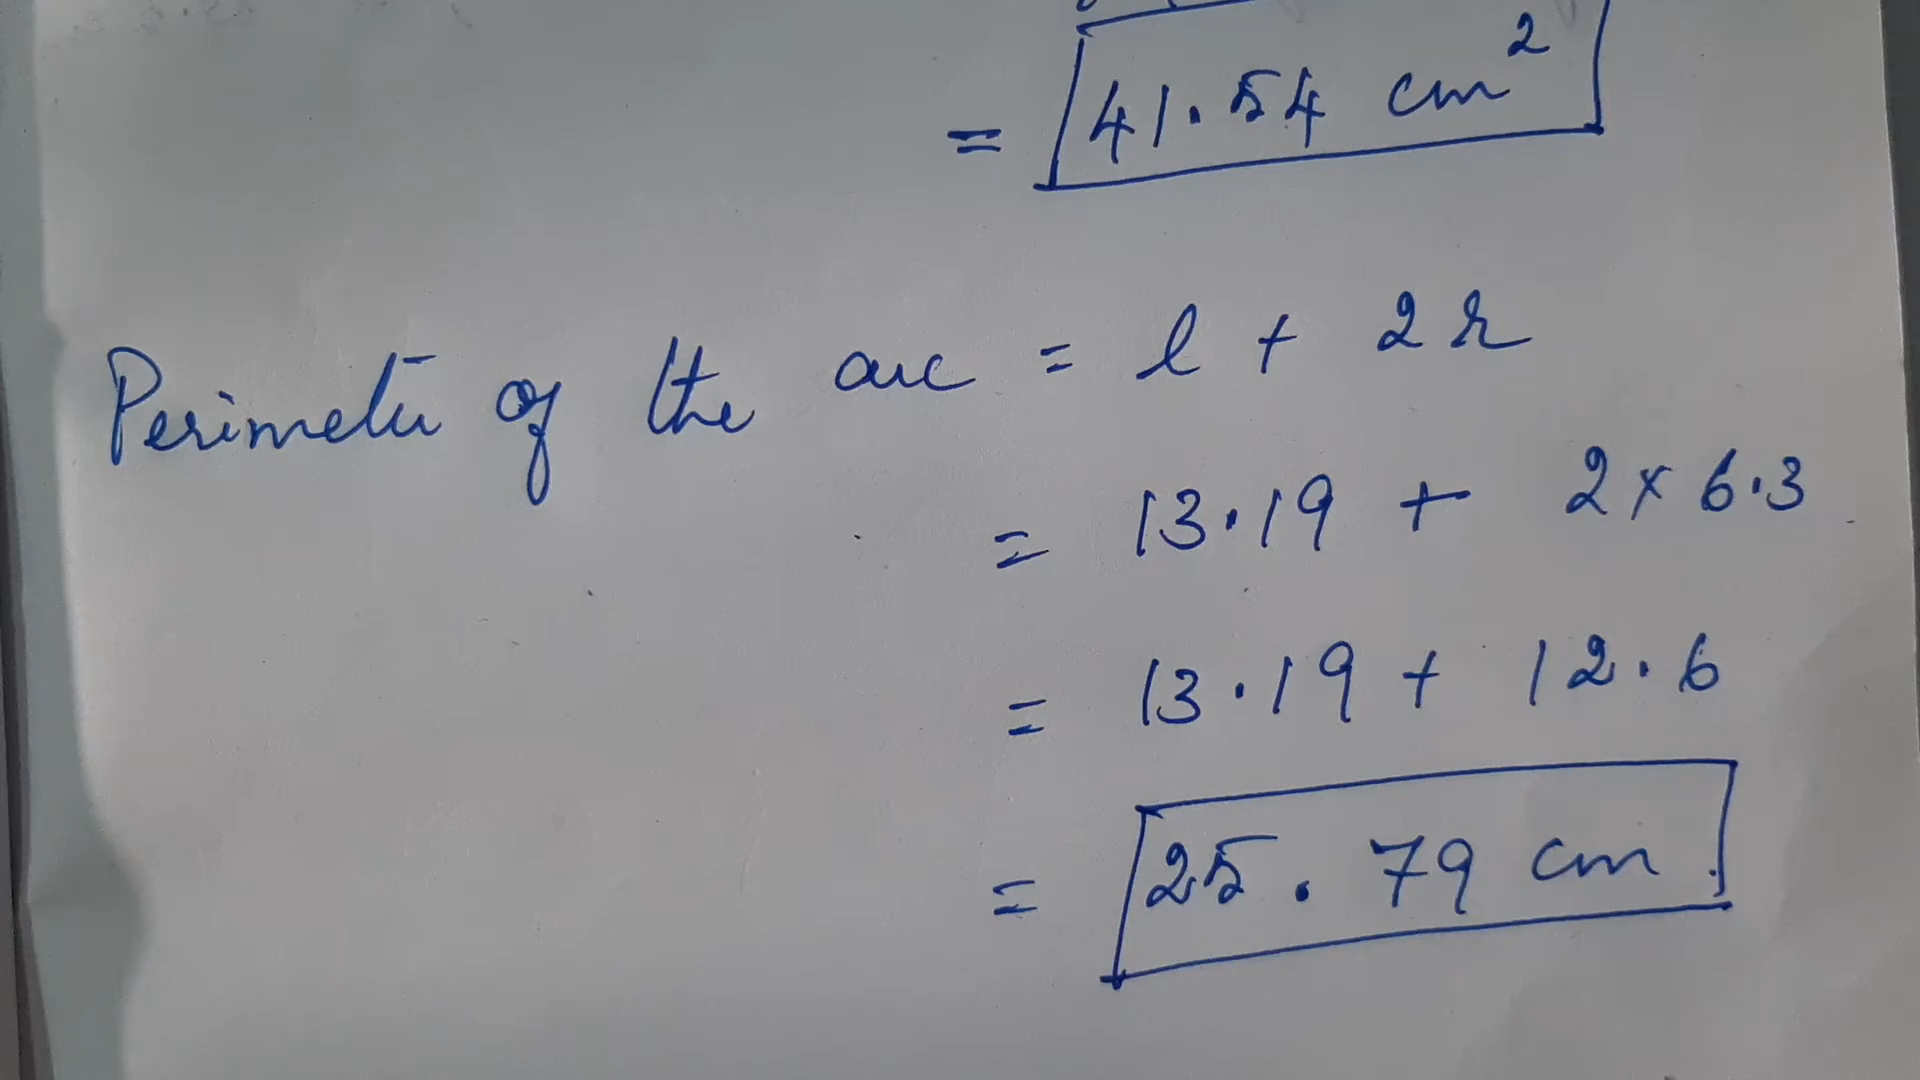 = 41.54 cm²
Perimeter of the arc = l + 2r
= 13.19 + 2 × 6.3
= 13.19 + 12.6
= 25.79 cm